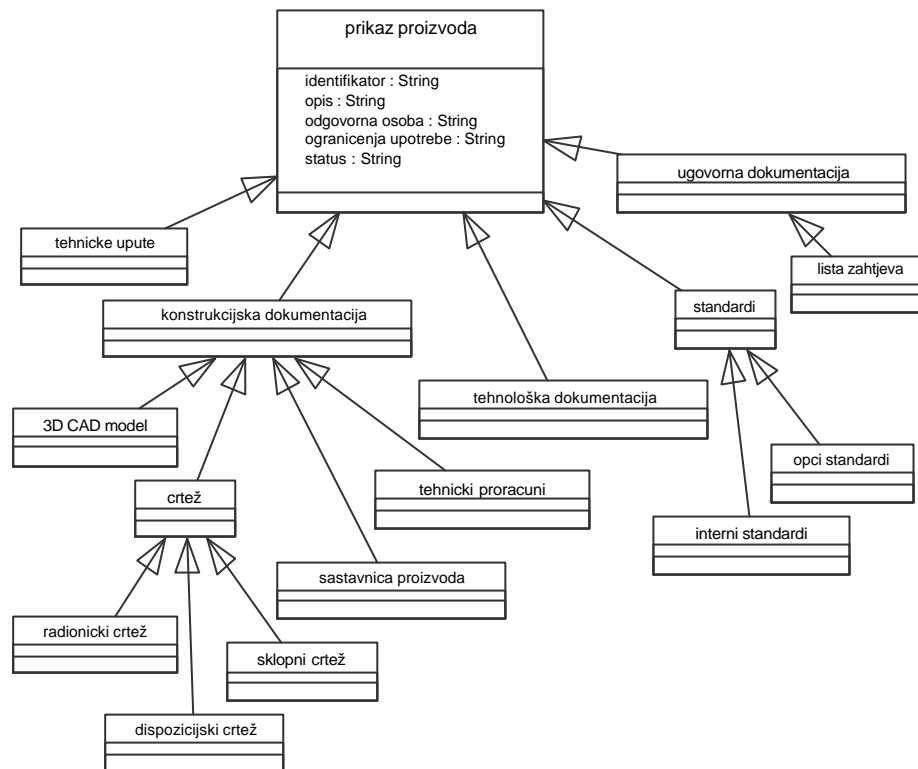 prikaz proizvoda
identifikator : String
opis : String
odgovorna osoba : String
ogranicenja upotrebe : String
status : String
ugovorna dokumentacija
tehnicke upute
lista zahtjeva
konstrukcijska dokumentacija
standardi
3D CAD model
tehnološka dokumentacija
opci standardi
crtež
tehnicki proracuni
interni standardi
sastavnica proizvoda
radionicki crtež
sklopni crtež
dispozicijski crtež